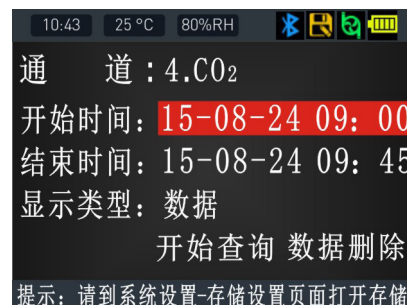 10:43 25℃ 80%RH
通 道：4.CO₂
开始时间：15-08-24 09：00
结束时间：15-08-24 09：45
显示类型：数据
开始查询 数据删除
提示：请到系统设置-存储设置页面打开存储